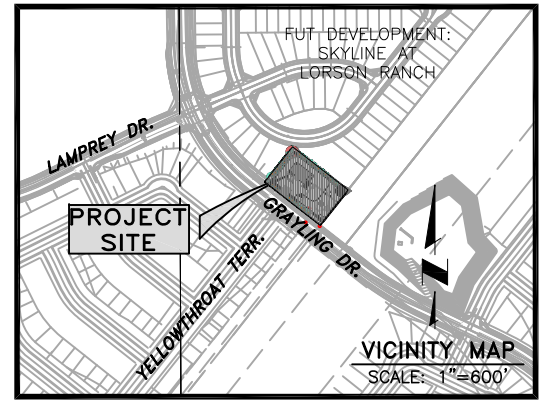 FUT DEVELOPMENT:
SKYLINE AT
LORSON RANCH
LAMPREY DR.
PROJECT
SITE
GRAYLING DR.
YELLOWTHROAT TERR.
VICINITY MAP
SCALE: 1"=600'